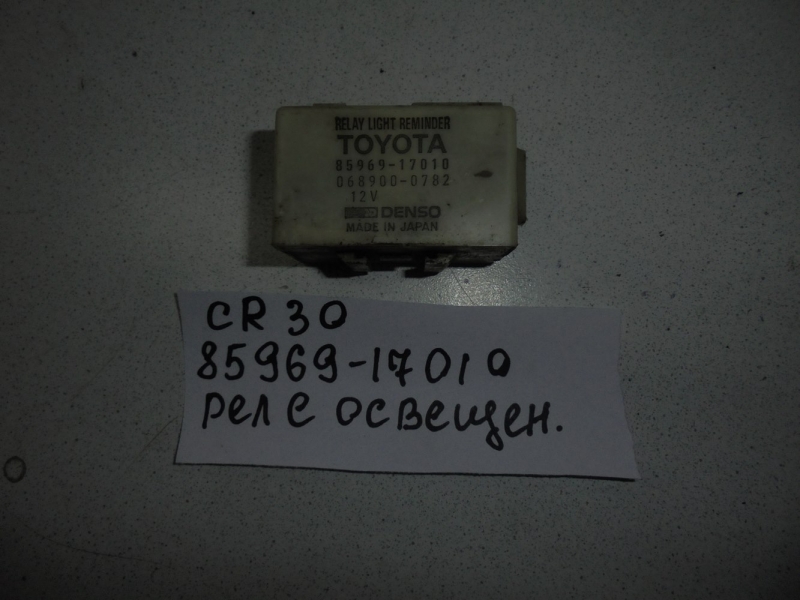 RELAY LIGHT REMINDER
TOYOTA
85969-17010
068900-0782
12V
DENSO
MADE IN JAPAN
CR 30
85969-17010
реле освещен.